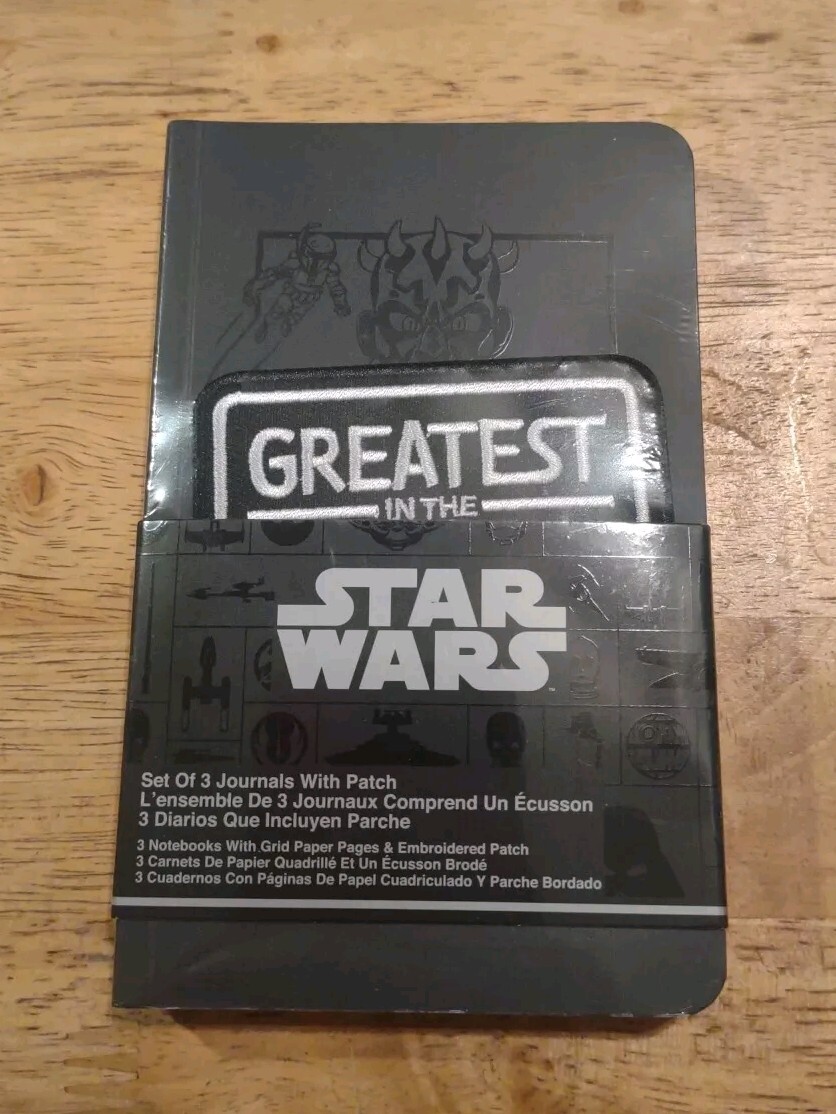 GREATEST
IN THE
STAR
WARS
™
Set Of 3 Journals With Patch
L'ensemble De 3 Journaux Comprend Un Écusson
3 Diarios Que Incluyen Parche
3 Notebooks With Grid Paper Pages & Embroidered Patch
3 Carnets De Papier Quadrillé Et Un Écusson Brodé
3 Cuadernos Con Páginas De Papel Cuadriculado Y Parche Bordado